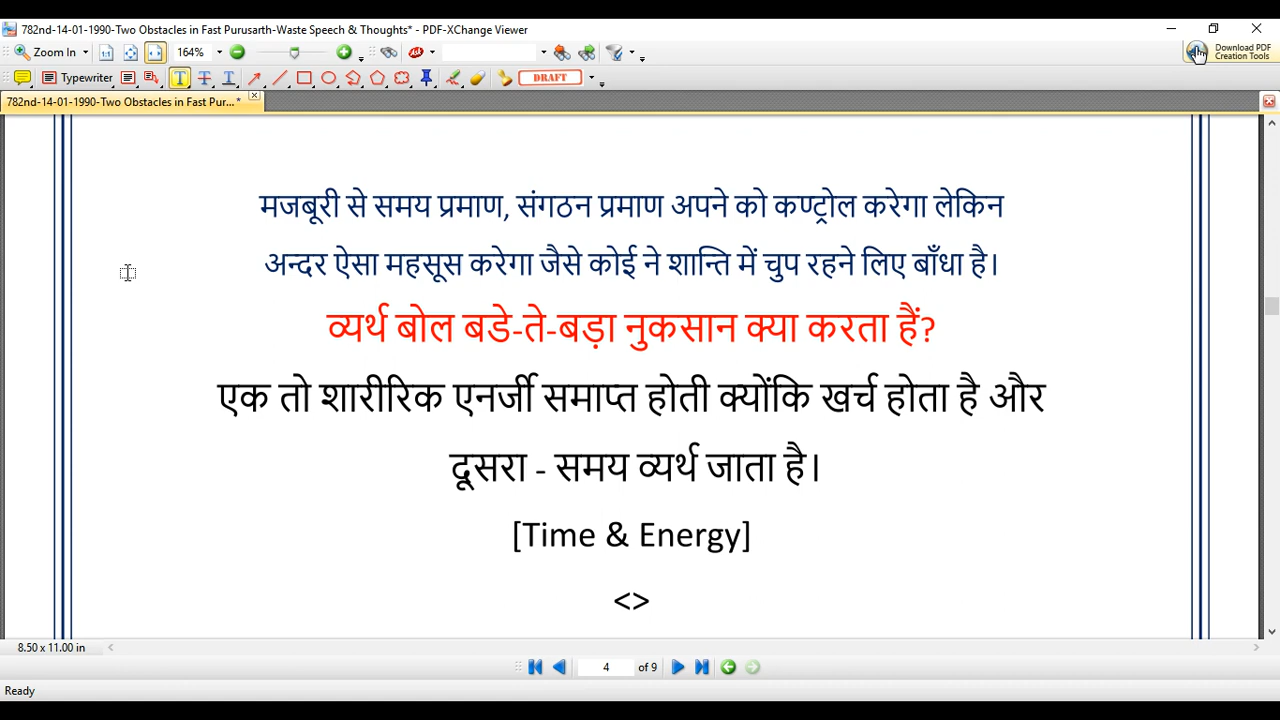 782nd-14-01-1990-Two Obstacles in Fast Purusarth-Waste Speech & Thoughts* - PDF-XChange Viewer
Zoom In 164% Download PDF
Creation Tools
Typewriter DRAFT
782nd-14-01-1990-Two Obstacles in Fast Pur... *
मजबूरी से समय प्रमाण, संगठन प्रमाण अपने को कण्ट्रोल करेगा लेकिन
अन्दर ऐसा महसूस करेगा जैसे कोई ने शान्ति में चुप रहने लिए बाँधा है।
व्यर्थ बोल बडे-ते-बड़ा नुकसान क्या करता हैं?
एक तो शारीरिक एनर्जी समाप्त होती क्योंकि खर्च होता है और
दूसरा - समय व्यर्थ जाता है।
[Time & Energy]
<>
8.50 x 11.00 in
4 of 9
Ready